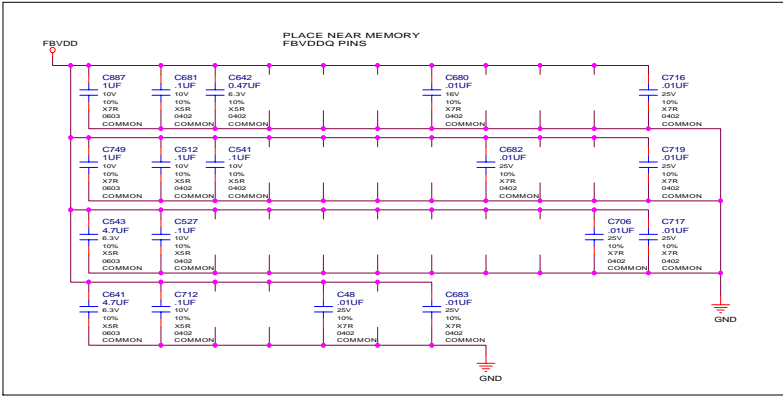 PLACE NEAR MEMORY
FBVDDQ PINS
FBVDD
C887
1UF
10V
10%
X7R
0603
COMMON
C681
.1UF
10V
10%
X5R
0402
COMMON
C642
0.47UF
6.3V
10%
X5R
0402
COMMON
C680
.01UF
16V
10%
X7R
0402
COMMON
C716
.01UF
25V
10%
X7R
0402
COMMON
C749
1UF
10V
10%
X7R
0603
COMMON
C512
.1UF
10V
10%
X5R
0402
COMMON
C541
.1UF
10V
10%
X5R
0402
COMMON
C682
.01UF
25V
10%
X7R
0402
COMMON
C719
.01UF
25V
10%
X7R
0402
COMMON
C543
4.7UF
6.3V
10%
X5R
0603
COMMON
C527
.1UF
10V
10%
X5R
0402
COMMON
C706
.01UF
25V
10%
X7R
0402
COMMON
C717
.01UF
25V
10%
X7R
0402
COMMON
C641
4.7UF
6.3V
10%
X5R
0603
COMMON
C712
.1UF
10V
10%
X5R
0402
COMMON
C48
.01UF
25V
10%
X7R
0402
COMMON
C683
.01UF
25V
10%
X7R
0402
COMMON
GND
GND